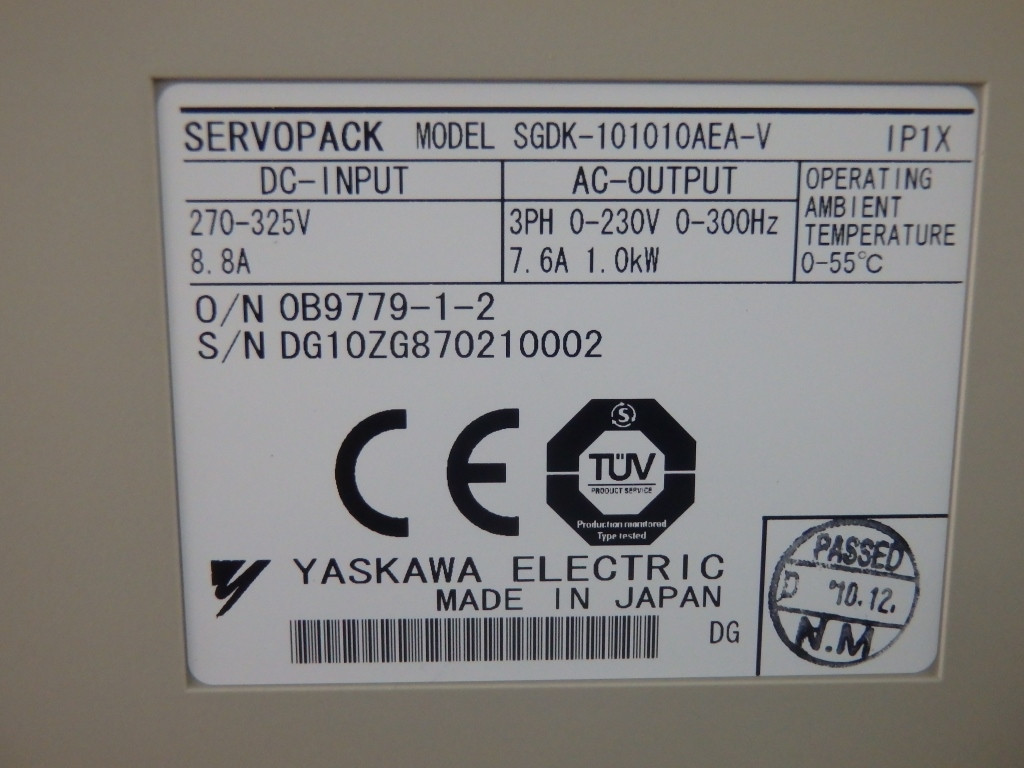 SERVOPACK MODEL SGDK-101010AEA-V IP1X
DC-INPUT
270-325V
8.8A
AC-OUTPUT
3PH 0-230V 0-300Hz
7.6A 1.0kW
OPERATING
AMBIENT
TEMPERATURE
0-55℃
O/N 0B9779-1-2
S/N DG10ZG870210002
CE
S
TÜV
PRODUCT SERVICE
Production monitored
Type tested
YASKAWA ELECTRIC
MADE IN JAPAN
DG
PASSED
D '10.12.
N.M